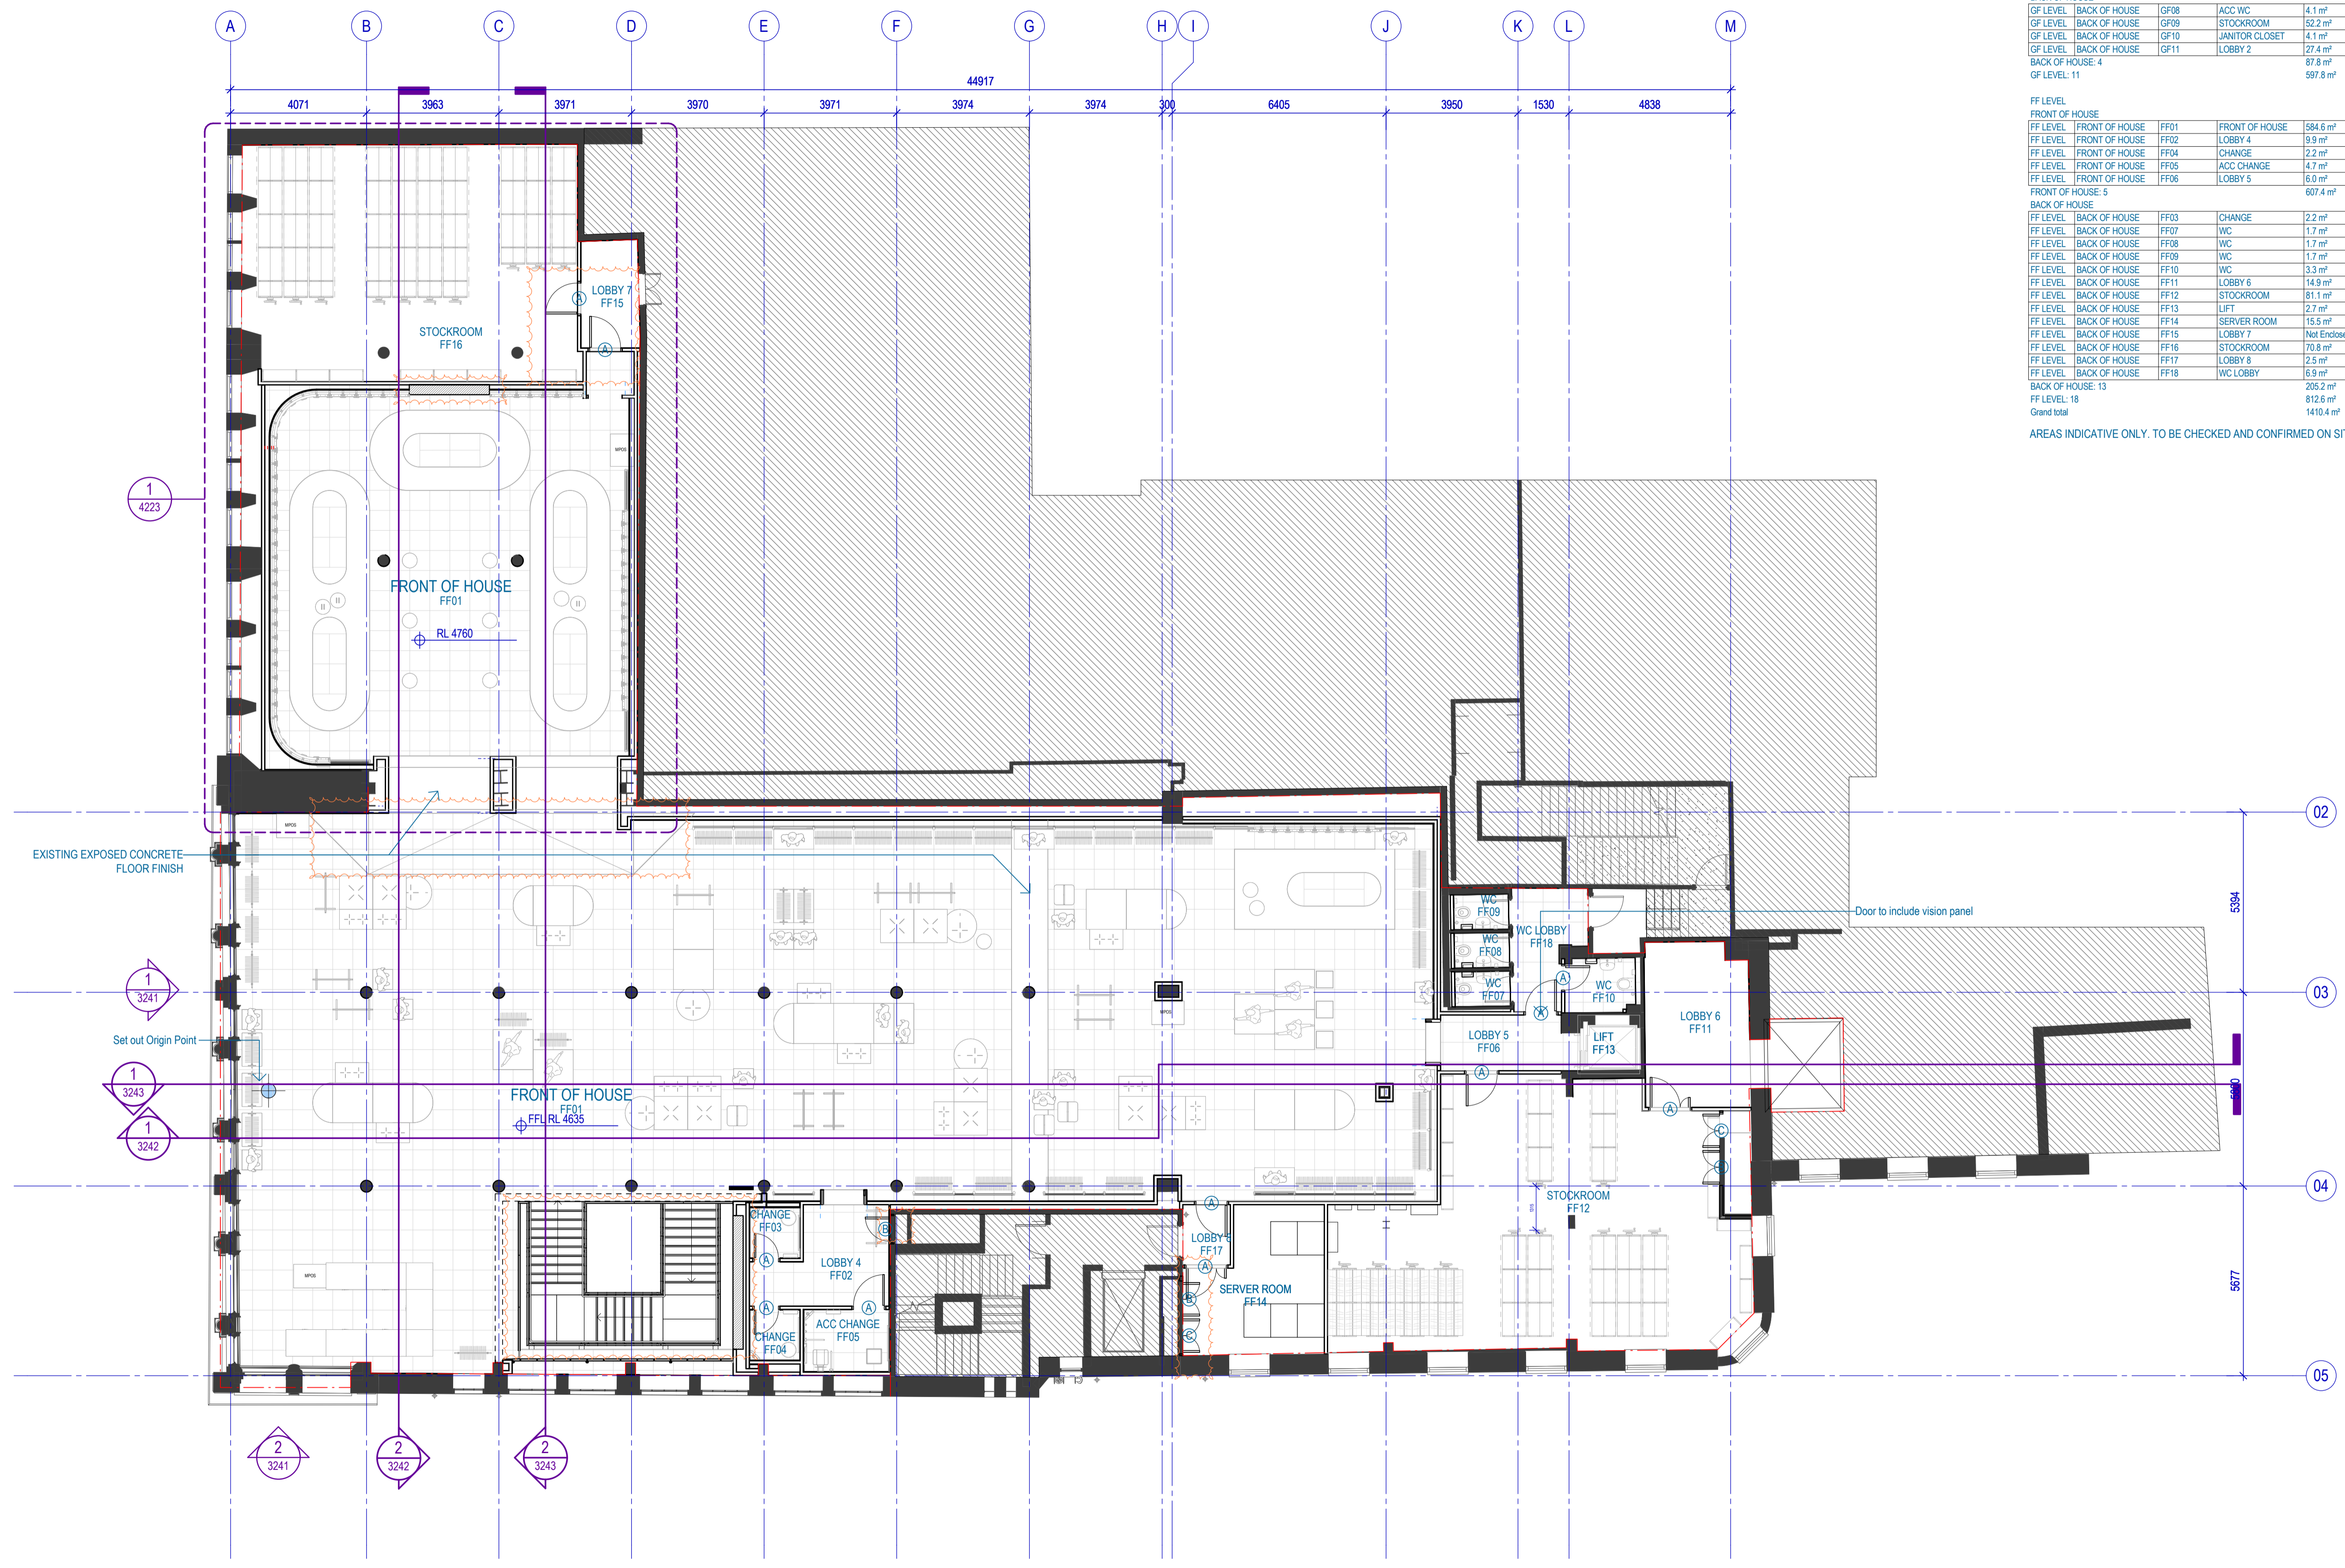 A B C D E F G H I J K L M
44917
4071 3963 3971 3970 3971 3974 3974 300 6405 3950 1530 4838
GF LEVEL BACK OF HOUSE GF08 ACC WC 4.1 m²
GF LEVEL BACK OF HOUSE GF09 STOCKROOM 52.2 m²
GF LEVEL BACK OF HOUSE GF10 JANITOR CLOSET 4.1 m²
GF LEVEL BACK OF HOUSE GF11 LOBBY 2 27.4 m²
BACK OF HOUSE: 4 87.8 m²
GF LEVEL: 11 597.8 m²
FF LEVEL
FRONT OF HOUSE
FF LEVEL FRONT OF HOUSE FF01 FRONT OF HOUSE 584.6 m²
FF LEVEL FRONT OF HOUSE FF02 LOBBY 4 9.9 m²
FF LEVEL FRONT OF HOUSE FF04 CHANGE 2.2 m²
FF LEVEL FRONT OF HOUSE FF05 ACC CHANGE 4.7 m²
FF LEVEL FRONT OF HOUSE FF06 LOBBY 5 6.0 m²
FRONT OF HOUSE: 5 607.4 m²
BACK OF HOUSE
FF LEVEL BACK OF HOUSE FF03 CHANGE 2.2 m²
FF LEVEL BACK OF HOUSE FF07 WC 1.7 m²
FF LEVEL BACK OF HOUSE FF08 WC 1.7 m²
FF LEVEL BACK OF HOUSE FF09 WC 1.7 m²
FF LEVEL BACK OF HOUSE FF10 WC 3.3 m²
FF LEVEL BACK OF HOUSE FF11 LOBBY 6 14.9 m²
FF LEVEL BACK OF HOUSE FF12 STOCKROOM 81.1 m²
FF LEVEL BACK OF HOUSE FF13 LIFT 2.7 m²
FF LEVEL BACK OF HOUSE FF14 SERVER ROOM 15.5 m²
FF LEVEL BACK OF HOUSE FF15 LOBBY 7 Not Enclose
FF LEVEL BACK OF HOUSE FF16 STOCKROOM 70.8 m²
FF LEVEL BACK OF HOUSE FF17 LOBBY 8 2.5 m²
FF LEVEL BACK OF HOUSE FF18 WC LOBBY 6.9 m²
BACK OF HOUSE: 13 205.2 m²
FF LEVEL: 18 812.6 m²
Grand total 1410.4 m²
AREAS INDICATIVE ONLY. TO BE CHECKED AND CONFIRMED ON SI
LOBBY 7
FF15
A
A
STOCKROOM
FF16
MPOS
1
4223
FRONT OF HOUSE
FF01
RL 4760
02
MPOS
EXISTING EXPOSED CONCRETE
FLOOR FINISH
5394
WC
FF09
WC
FF08
WC
FF07
WC LOBBY
FF18
Door to include vision panel
A
WC
FF10
A
1
3241
03
MPOS
LOBBY 6
FF11
LOBBY 5
FF06
LIFT
FF13
Set out Origin Point
A
1
3243
5860
FRONT OF HOUSE
FF01
FFL RL 4635
A
1
3242
C
04
STOCKROOM
FF12
A
CHANGE
FF03
B
A
LOBBY 4
FF02
LOBBY 8
FF17
A
MPOS
SERVER ROOM
FF14
B
5677
A
A
ACC CHANGE
FF05
CHANGE
FF04
C
05
2
3241
2
3242
2
3243